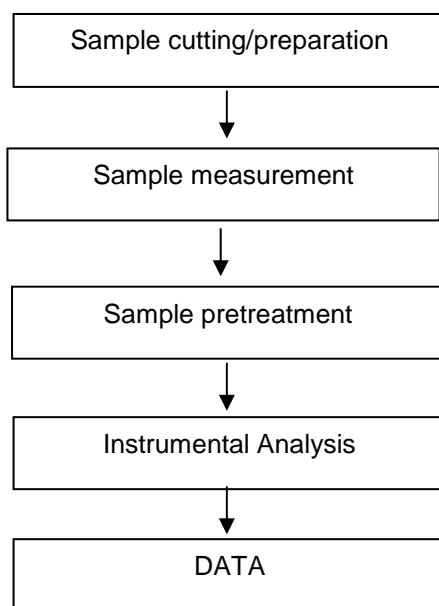 Sample cutting/preparation
Sample measurement
Sample pretreatment
Instrumental Analysis
DATA